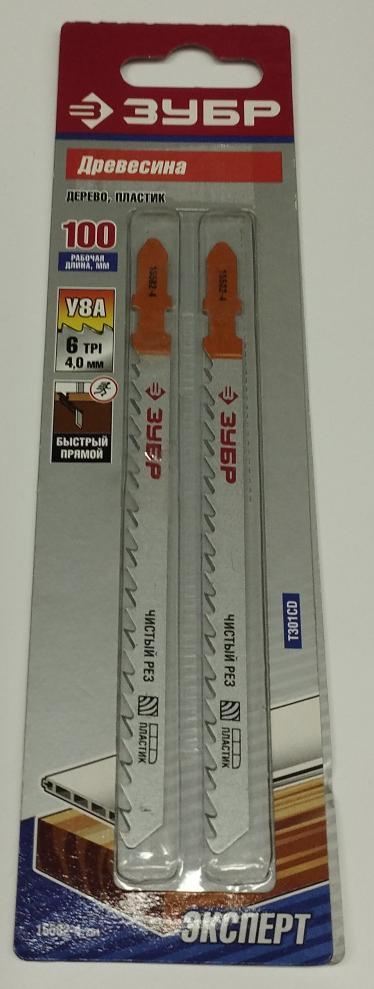 ЗУБР
Древесина
ДЕРЕВО, ПЛАСТИК
100
РАБОЧАЯ
ДЛИНА, ММ
У8А
6 TPI
4,0 мм
БЫСТРЫЙ
ПРЯМОЙ
15582-4
ЗУБР
ЧИСТЫЙ РЕЗ
ПЛАСТИК
15582-4
ЗУБР
ЧИСТЫЙ РЕЗ
ПЛАСТИК
T301CD
ЭКСПЕРТ